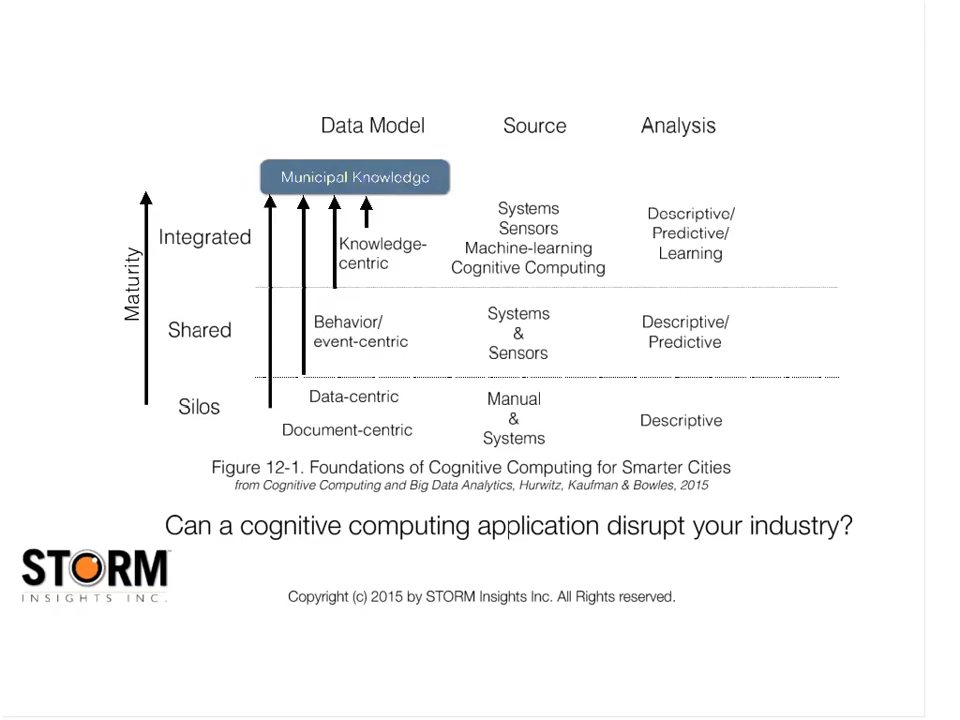 Data Model Source Analysis
Municipal Knowledge
Maturity
Integrated
Knowledge-
centric
Systems
Sensors
Machine-learning
Cognitive Computing
Descriptive/
Predictive/
Learning
Shared
Behavior/
event-centric
Systems
&
Sensors
Descriptive/
Predictive
Silos
Data-centric
Document-centric
Manual
&
Systems
Descriptive
Figure 12-1. Foundations of Cognitive Computing for Smarter Cities
from Cognitive Computing and Big Data Analytics, Hurwitz, Kaufman & Bowles, 2015
Can a cognitive computing application disrupt your industry?
STORM
INSIGHTS INC.
Copyright (c) 2015 by STORM Insights Inc. All Rights reserved.